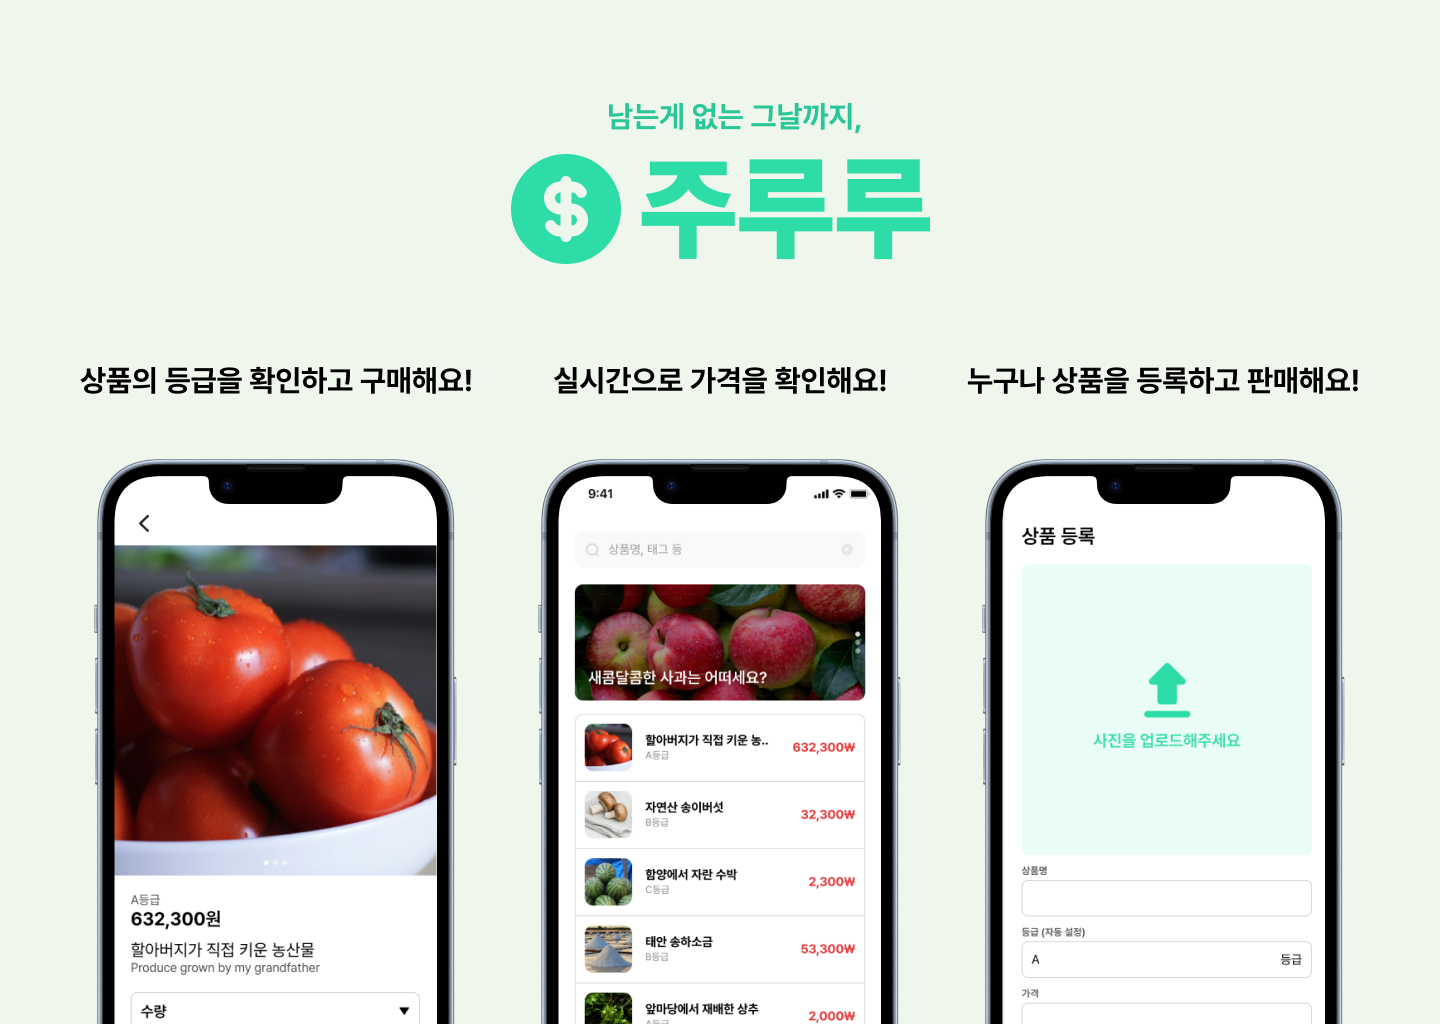 남는게 없는 그날까지,
$ 주루루
상품의 등급을 확인하고 구매해요!
실시간으로 가격을 확인해요!
누구나 상품을 등록하고 판매해요!
A등급
632,300원
할아버지가 직접 키운 농산물
Produce grown by my grandfather
수량
9:41
상품명, 태그 등
새콤달콤한 사과는 어떠세요?
할아버지가 직접 키운 농..
A등급
632,300₩
자연산 송이버섯
B등급
32,300₩
함양에서 자란 수박
C등급
2,300₩
태안 송하소금
B등급
53,300₩
앞마당에서 재배한 상추
A등급
2,000₩
상품 등록
사진을 업로드해주세요
상품명
등급 (자동 설정)
A 등급
가격